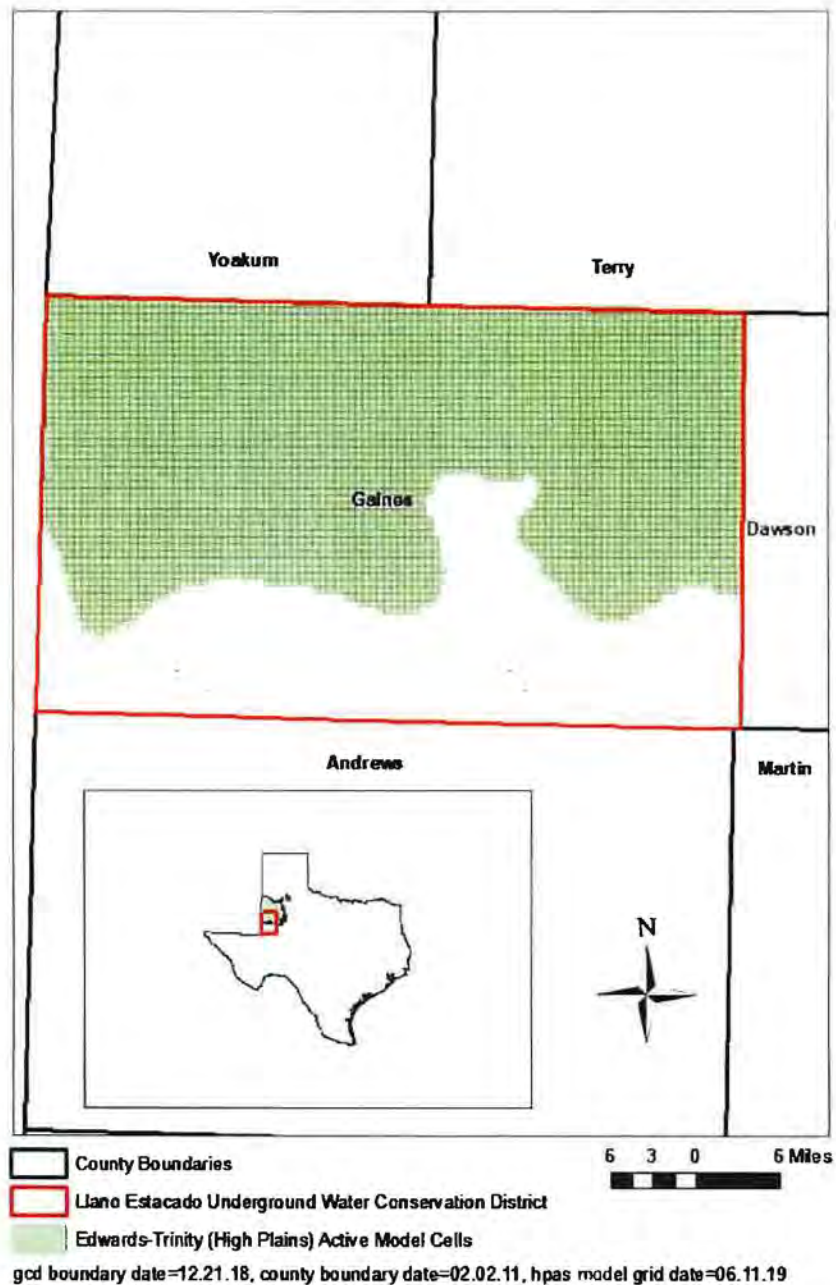 Yoakum
Terry
Gaines
Dawson
Andrews
Martin
N
County Boundaries
6 3 0 6 Miles
Llano Estacado Underground Water Conservation District
Edwards-Trinity (High Plains) Active Model Cells
gcd boundary date=12.21.18, county boundary date=02.02.11, hpas model grid date=06.11.19